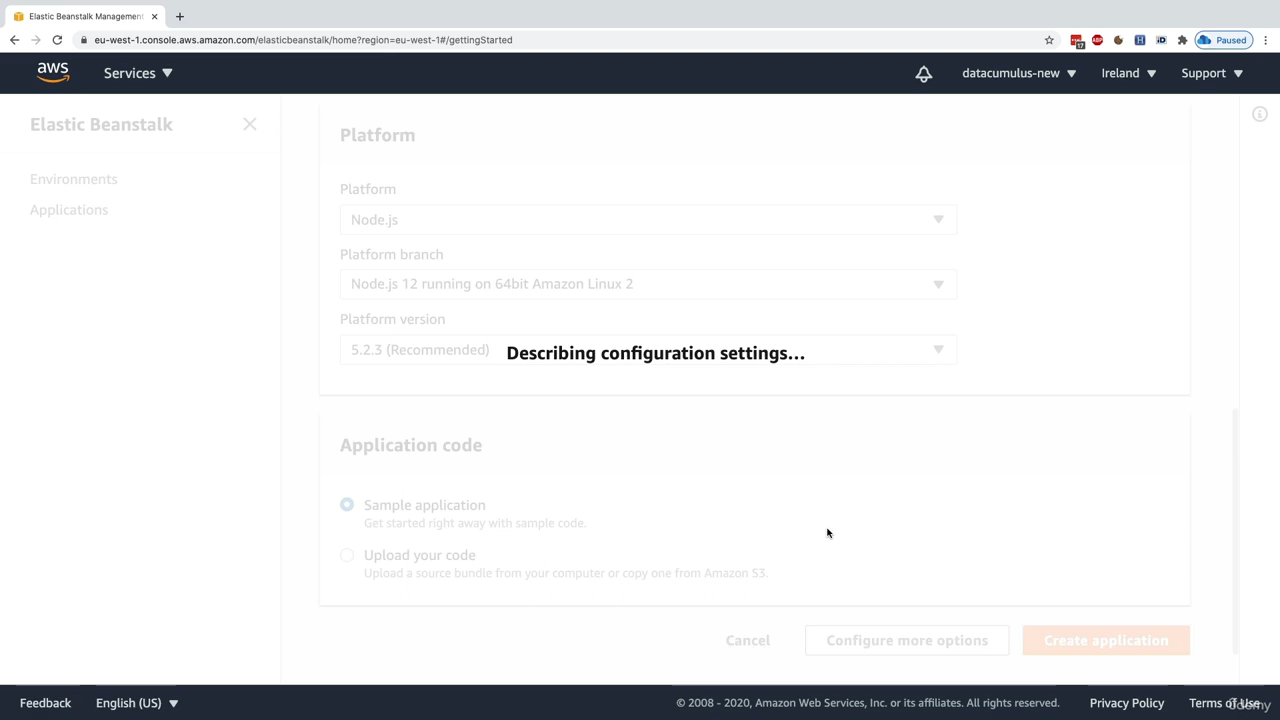 Elastic Beanstalk Management
eu-west-1.console.aws.amazon.com/elasticbeanstalk/home?region=eu-west-1#/gettingStarted
17
ABP
Paused
aws
Services
datacumulus-new
Ireland
Support
Elastic Beanstalk
Environments
Applications
Platform
Platform
Node.js
Platform branch
Node.js 12 running on 64bit Amazon Linux 2
Platform version
5.2.3 (Recommended)
Describing configuration settings...
Application code
Sample application
Get started right away with sample code.
Upload your code
Upload a source bundle from your computer or copy one from Amazon S3.
Cancel
Configure more options
Create application
Feedback
English (US)
© 2008 - 2020, Amazon Web Services, Inc. or its affiliates. All rights reserved.
Privacy Policy
Terms of Use
Udemy